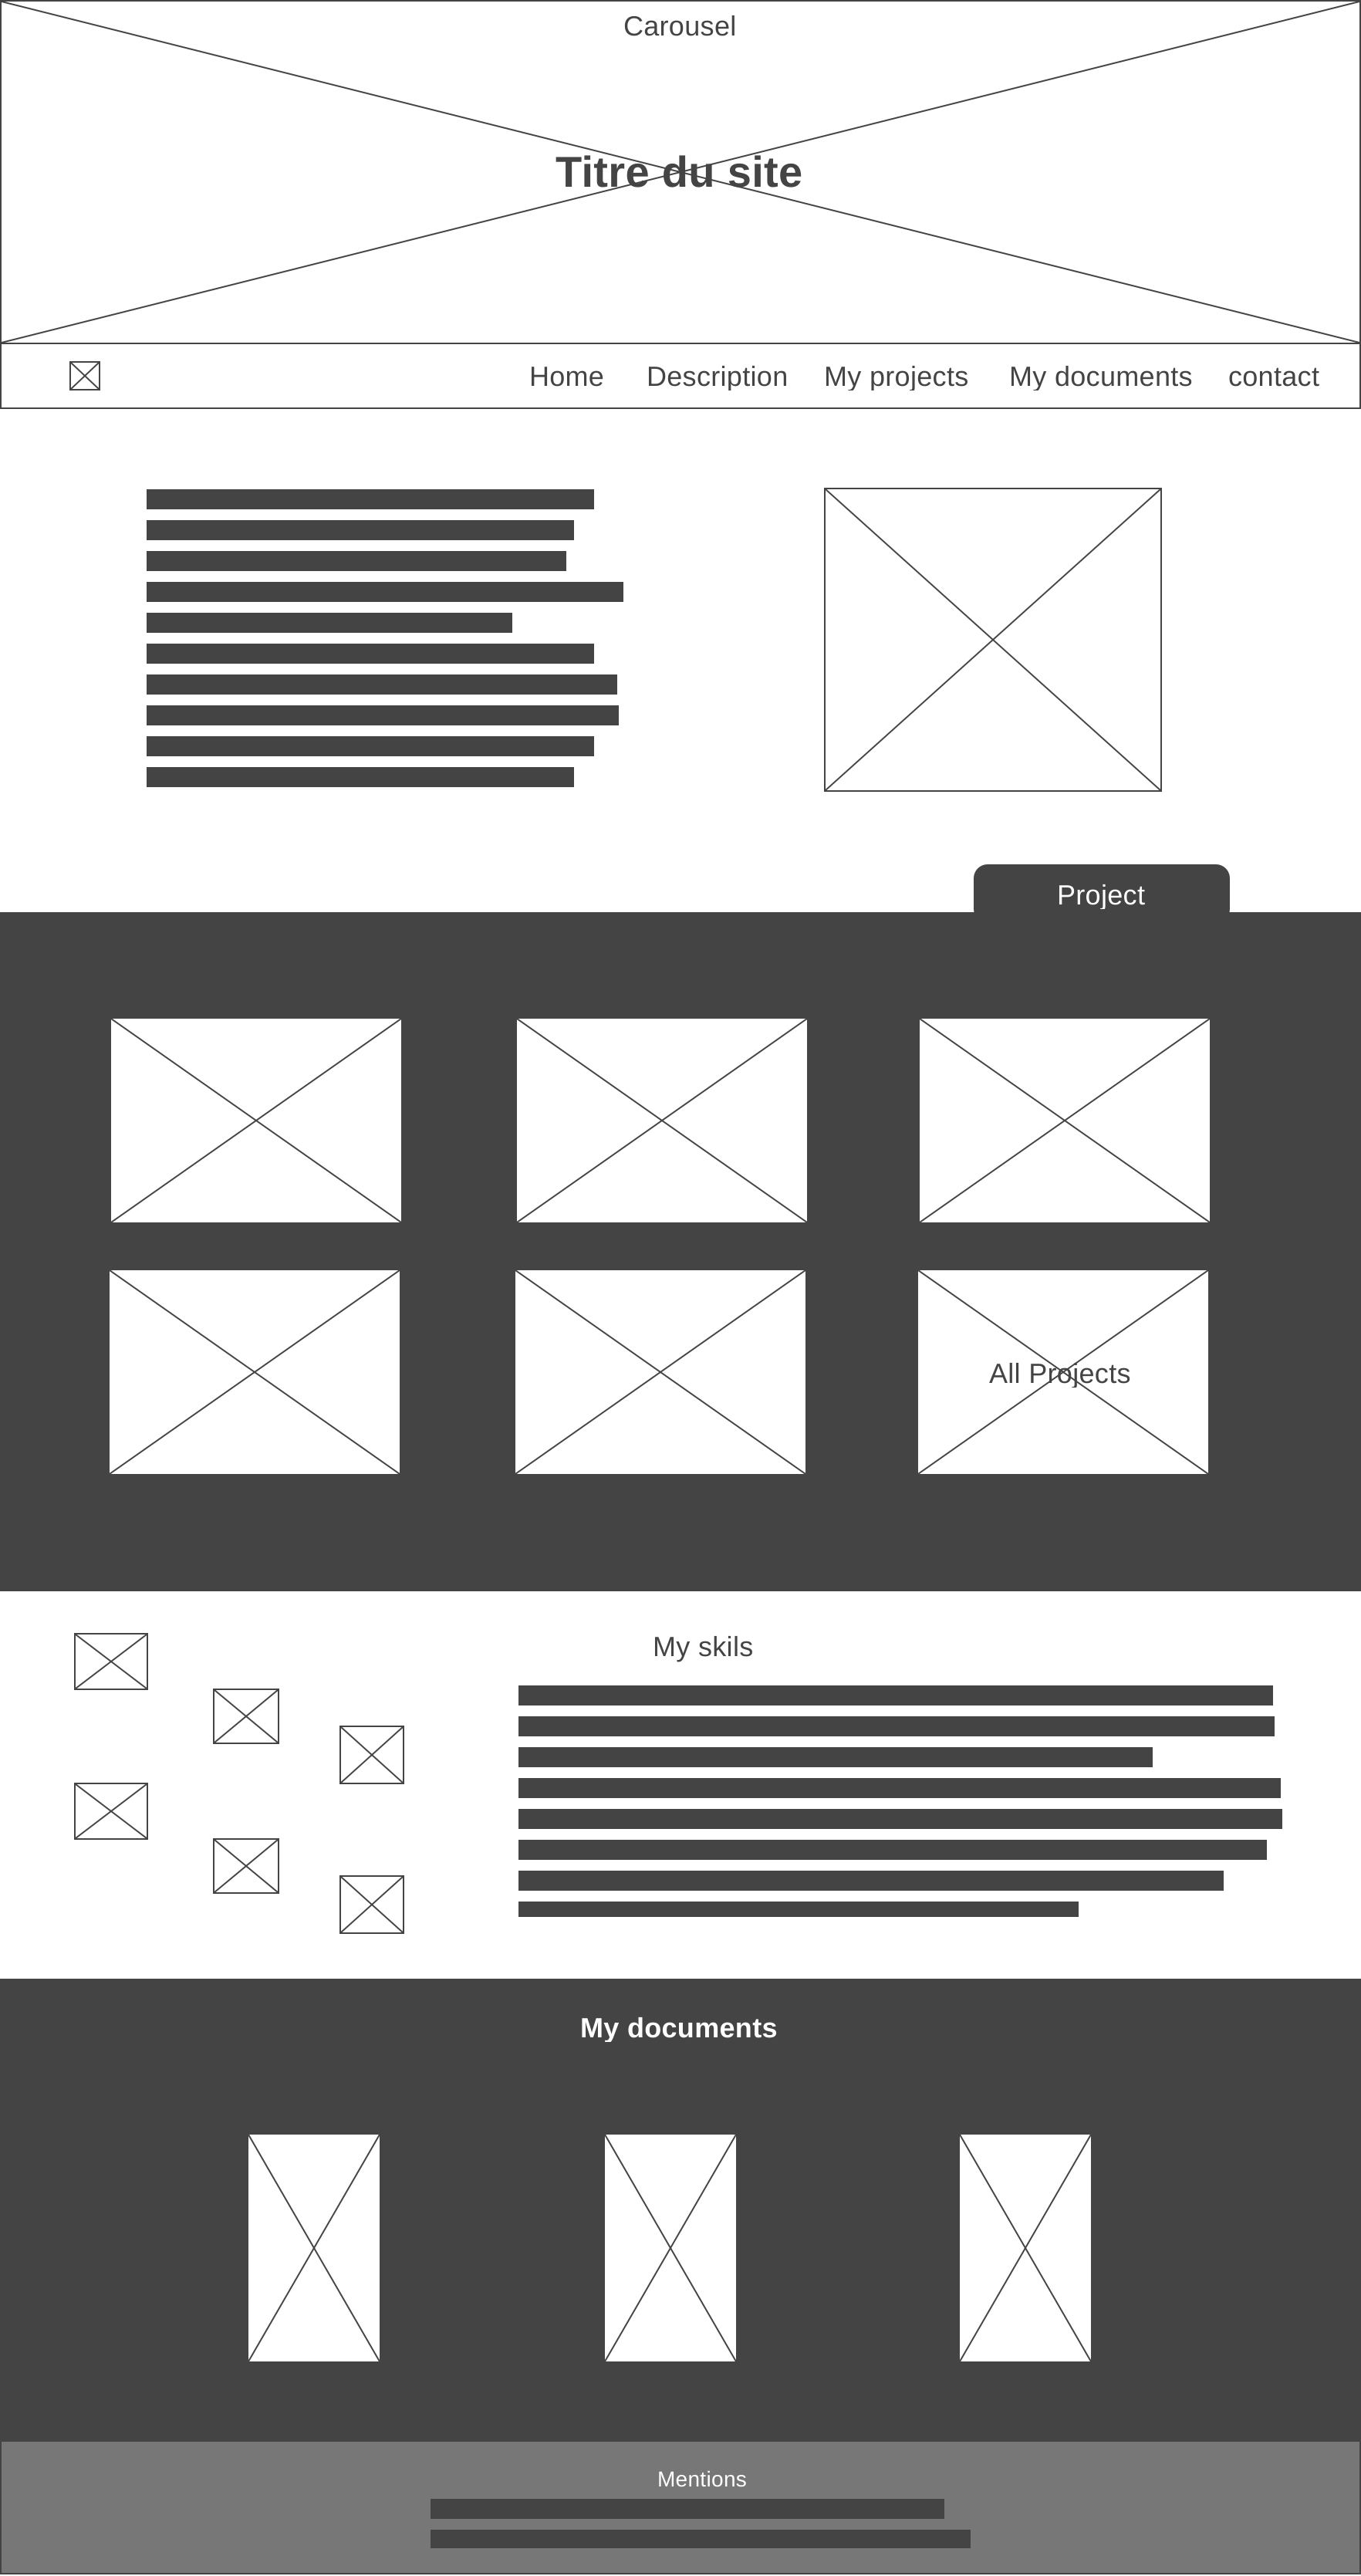 Carousel
Titre du site
Home Description My projects My documents contact
Project
All Projects
My skils
My documents
Mentions